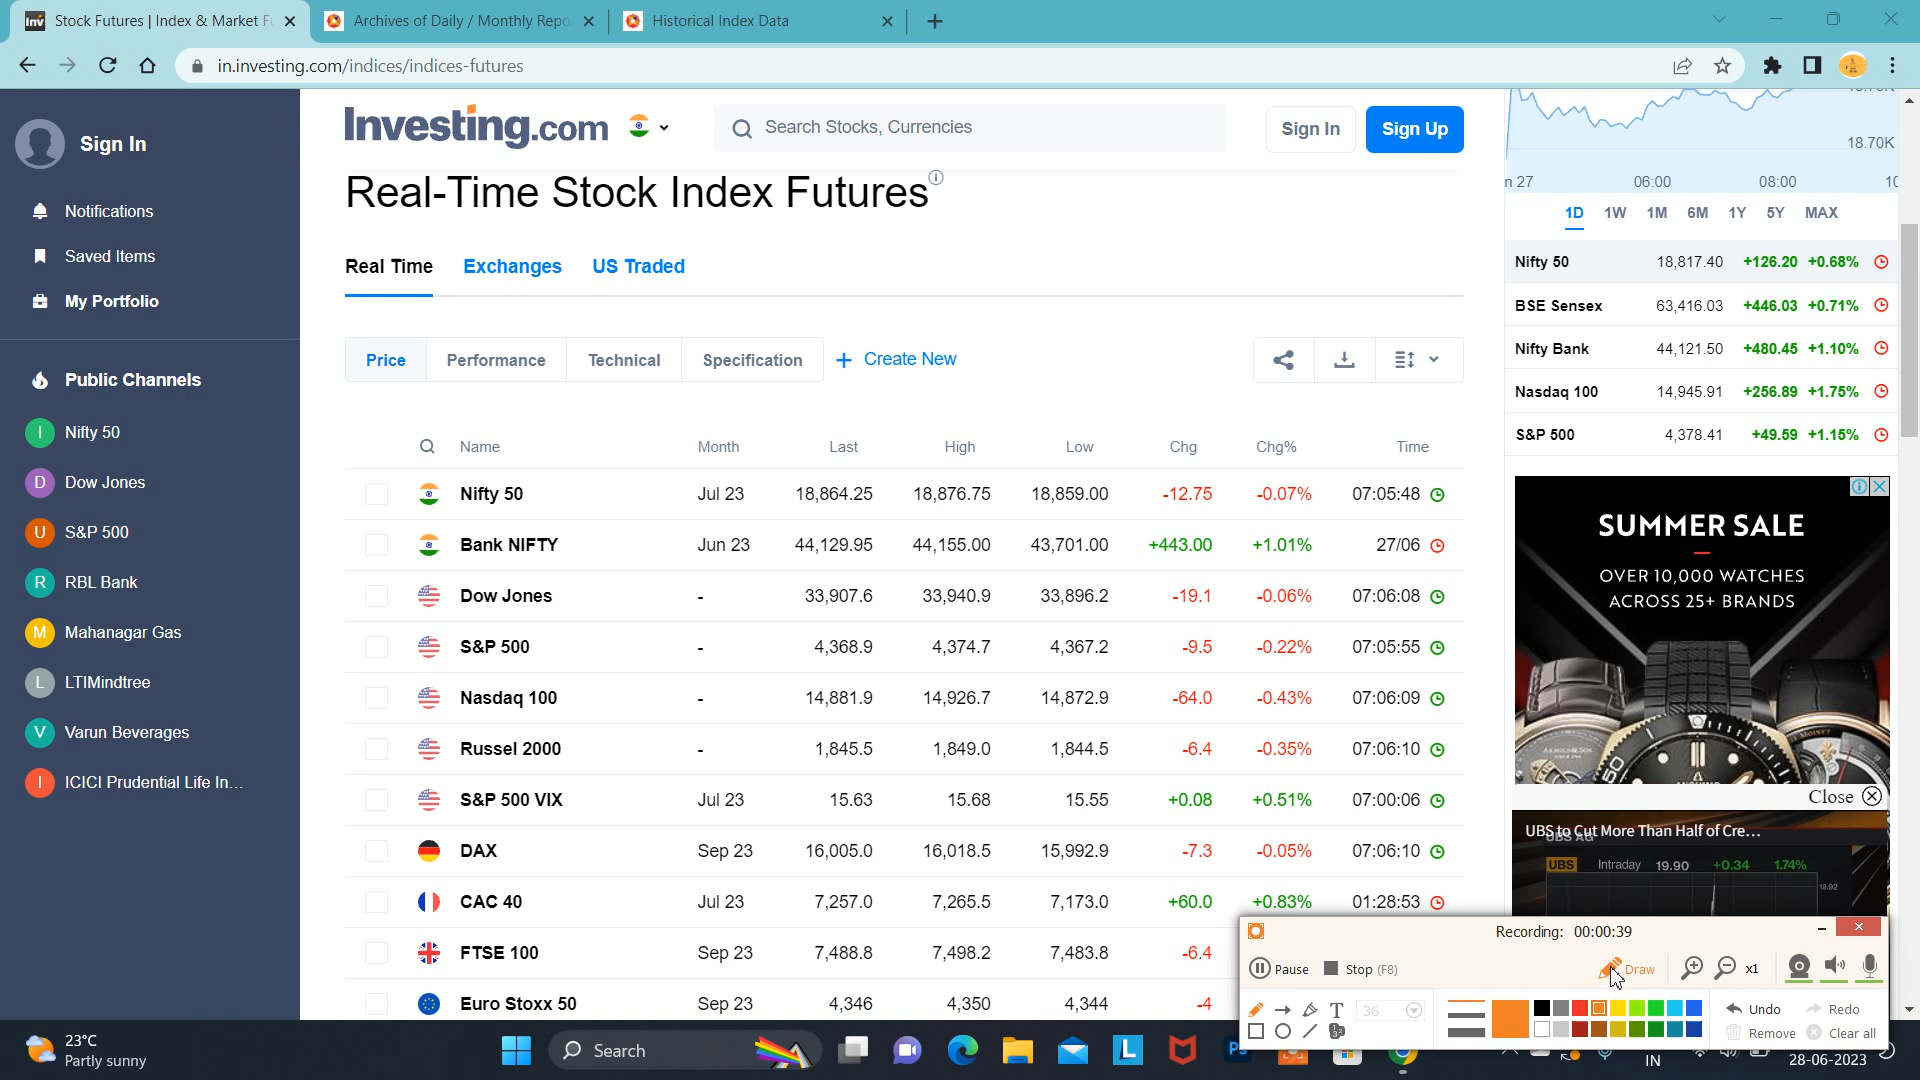 Stock Futures | Index & Market F
Archives of Daily / Monthly Repo
Historical Index Data
in.investing.com/indices/indices-futures
Sign In
Notifications
Saved Items
My Portfolio
Public Channels
I Nifty 50
D Dow Jones
U S&P 500
R RBL Bank
M Mahanagar Gas
L LTIMindtree
V Varun Beverages
I ICICI Prudential Life In...
Investing.com
Search Stocks, Currencies
Sign In
Sign Up
Real-Time Stock Index Futures
Real Time Exchanges US Traded
Price Performance Technical Specification + Create New
Name Month Last High Low Chg Chg% Time
Nifty 50 Jul 23 18,864.25 18,876.75 18,859.00 -12.75 -0.07% 07:05:48
Bank NIFTY Jun 23 44,129.95 44,155.00 43,701.00 +443.00 +1.01% 27/06
Dow Jones - 33,907.6 33,940.9 33,896.2 -19.1 -0.06% 07:06:08
S&P 500 - 4,368.9 4,374.7 4,367.2 -9.5 -0.22% 07:05:55
Nasdaq 100 - 14,881.9 14,926.7 14,872.9 -64.0 -0.43% 07:06:09
Russel 2000 - 1,845.5 1,849.0 1,844.5 -6.4 -0.35% 07:06:10
S&P 500 VIX Jul 23 15.63 15.68 15.55 +0.08 +0.51% 07:00:06
DAX Sep 23 16,005.0 16,018.5 15,992.9 -7.3 -0.05% 07:06:10
CAC 40 Jul 23 7,257.0 7,265.5 7,173.0 +60.0 +0.83% 01:28:53
FTSE 100 Sep 23 7,488.8 7,498.2 7,483.8 -6.4
Euro Stoxx 50 Sep 23 4,346 4,350 4,344 -4
18.70K
n 27 06:00 08:00 10
1D 1W 1M 6M 1Y 5Y MAX
Nifty 50 18,817.40 +126.20 +0.68%
BSE Sensex 63,416.03 +446.03 +0.71%
Nifty Bank 44,121.50 +480.45 +1.10%
Nasdaq 100 14,945.91 +256.89 +1.75%
S&P 500 4,378.41 +49.59 +1.15%
SUMMER SALE
OVER 10,000 WATCHES
ACROSS 25+ BRANDS
Close
UBS to Cut More Than Half of Cre...
UBS AG
UBS Intraday 19.90 +0.34 1.74%
19.92
Recording: 00:00:39
Pause Stop (F8) Draw x1
T 36
Undo Redo
Remove Clear all
23°C
Partly sunny
Search
L
Ps
IN
28-06-2023